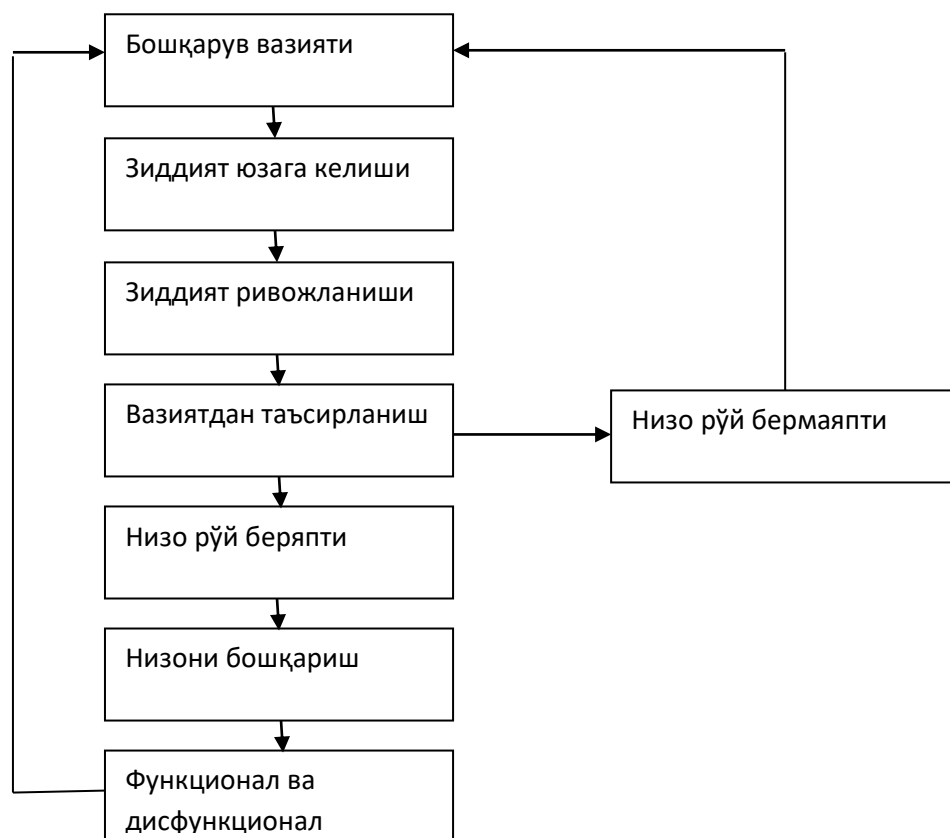 Бошқарув вазияти
Зиддият юзага келиши
Зиддият ривожланиши
Вазиятдан таъсирланиш
Низо рўй бермаяпти
Низо рўй беряпти
Низони бошқариш
Функционал ва
дисфункционал